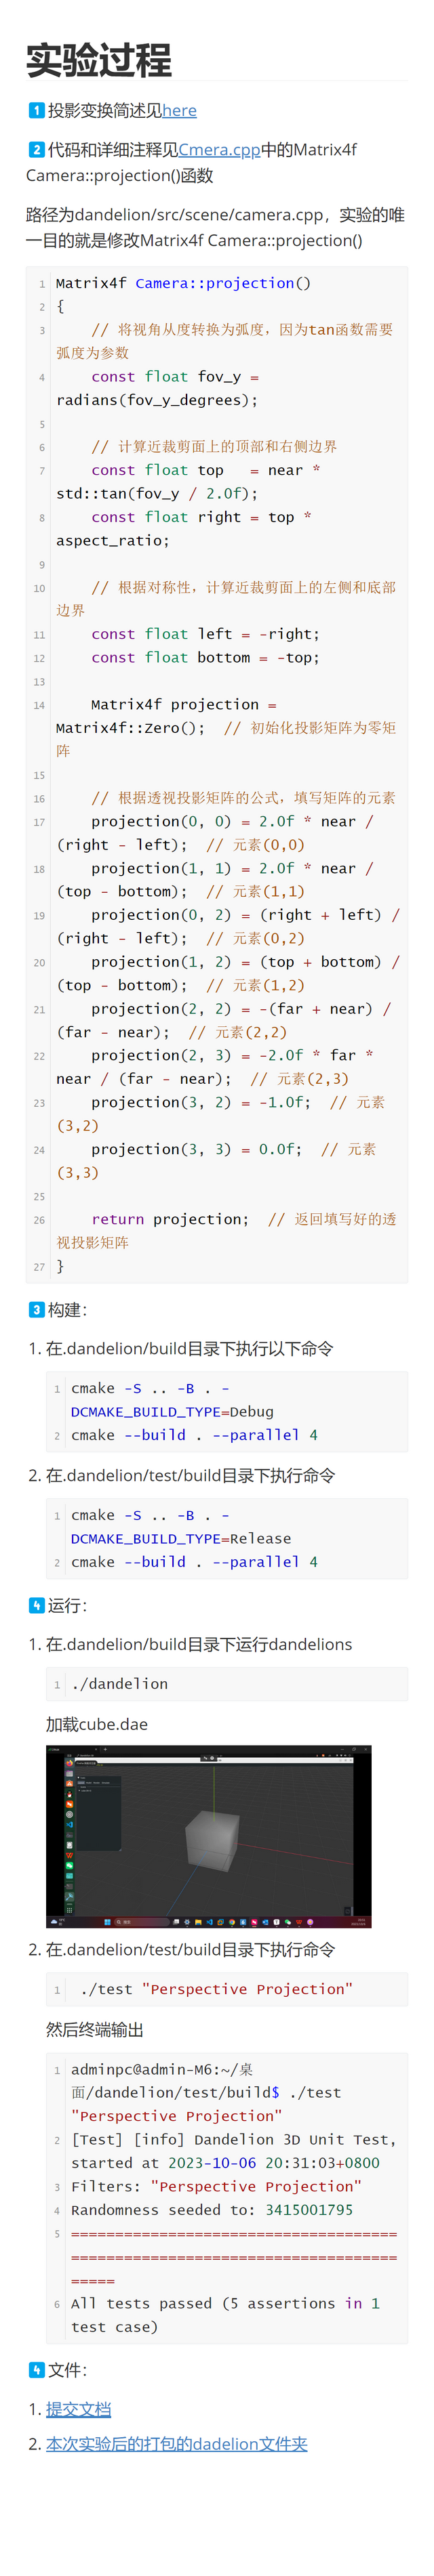 实验过程
1 投影变换简述见here
2 代码和详细注释见Cmera.cpp中的Matrix4f
Camera::projection()函数
路径为dandelion/src/scene/camera.cpp，实验的唯
一目的就是修改Matrix4f Camera::projection()
1 Matrix4f Camera::projection()
2 {
3 // 将视角从度转换为弧度，因为tan函数需要
弧度为参数
4 const float fov_y =
radians(fov_y_degrees);
5
6 // 计算近裁剪面上的顶部和右侧边界
7 const float top   = near *
std::tan(fov_y / 2.0f);
8 const float right = top *
aspect_ratio;
9
10 // 根据对称性，计算近裁剪面上的左侧和底部
边界
11 const float left = -right;
12 const float bottom = -top;
13
14 Matrix4f projection =
Matrix4f::Zero();  // 初始化投影矩阵为零矩
阵
15
16 // 根据透视投影矩阵的公式，填写矩阵的元素
17 projection(0, 0) = 2.0f * near /
(right - left);  // 元素(0,0)
18 projection(1, 1) = 2.0f * near /
(top - bottom);  // 元素(1,1)
19 projection(0, 2) = (right + left) /
(right - left);  // 元素(0,2)
20 projection(1, 2) = (top + bottom) /
(top - bottom);  // 元素(1,2)
21 projection(2, 2) = -(far + near) /
(far - near);  // 元素(2,2)
22 projection(2, 3) = -2.0f * far *
near / (far - near);  // 元素(2,3)
23 projection(3, 2) = -1.0f;  // 元素
(3,2)
24 projection(3, 3) = 0.0f;  // 元素
(3,3)
25
26 return projection;  // 返回填写好的透
视投影矩阵
27 }
3 构建：
1. 在.dandelion/build目录下执行以下命令
1 cmake -S .. -B . -
DCMAKE_BUILD_TYPE=Debug
2 cmake --build . --parallel 4
2. 在.dandelion/test/build目录下执行命令
1 cmake -S .. -B . -
DCMAKE_BUILD_TYPE=Release
2 cmake --build . --parallel 4
4 运行：
1. 在.dandelion/build目录下运行dandelions
1 ./dandelion
加载cube.dae
2. 在.dandelion/test/build目录下执行命令
1 ./test "Perspective Projection"
然后终端输出
1 adminpc@admin-M6:~/桌
面/dandelion/test/build$ ./test
"Perspective Projection"
2 [Test] [info] Dandelion 3D Unit Test,
started at 2023-10-06 20:31:03+0800
3 Filters: "Perspective Projection"
4 Randomness seeded to: 3415001795
5 =====================================
=====================================
=====
6 All tests passed (5 assertions in 1
test case)
4 文件：
1. 提交文档
2. 本次实验后的打包的dadelion文件夹